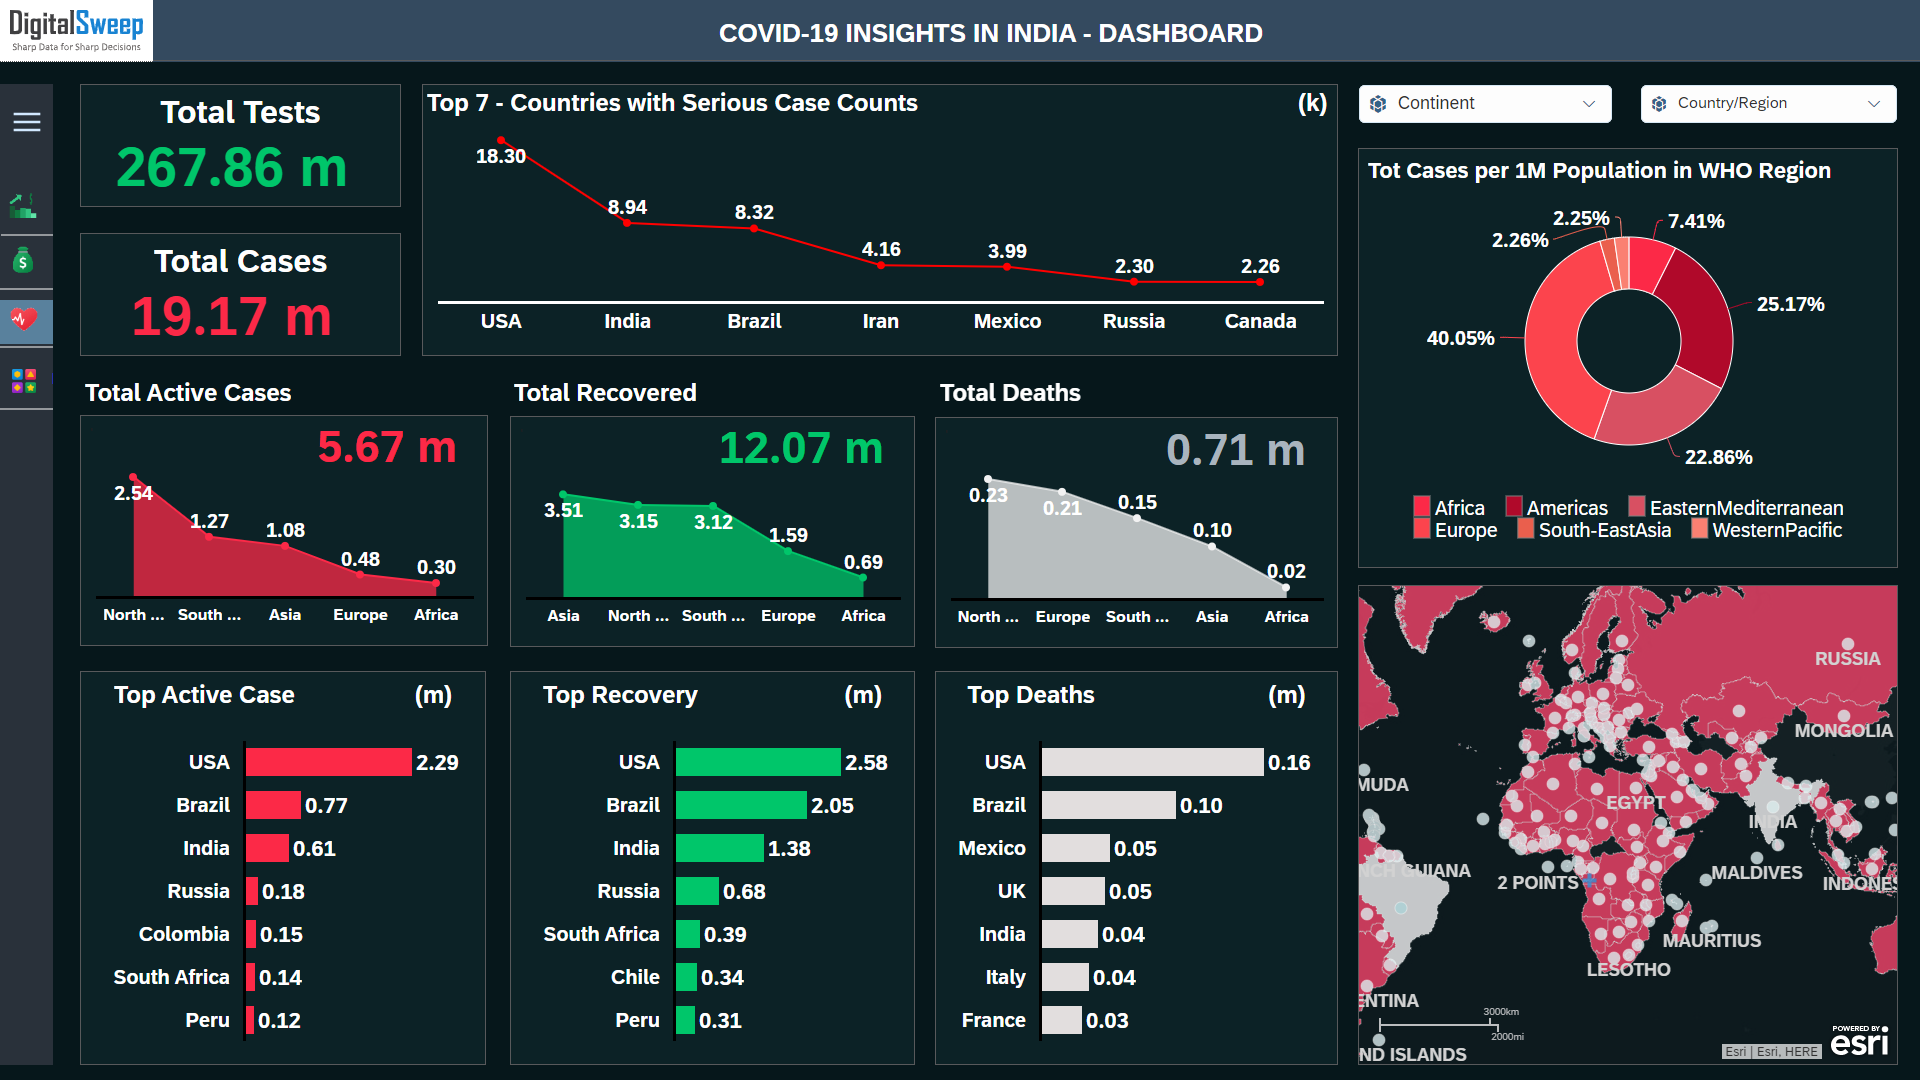 DigitalSweep
Sharp Data for Sharp Decisions
COVID-19 INSIGHTS IN INDIA - DASHBOARD
Total Tests
267.86 m
Total Cases
19.17 m
Top 7 - Countries with Serious Case Counts (k)
18.30 8.94 8.32 4.16 3.99 2.30 2.26
USA India Brazil Iran Mexico Russia Canada
Continent
Country/Region
Tot Cases per 1M Population in WHO Region
2.25% 7.41%
2.26%
25.17%
40.05%
22.86%
Africa Americas EasternMediterranean
Europe South-EastAsia WesternPacific
Total Active Cases
5.67 m
2.54 1.27 1.08 0.48 0.30
North ... South ... Asia Europe Africa
Total Recovered
12.07 m
3.51 3.15 3.12 1.59 0.69
Asia North ... South ... Europe Africa
Total Deaths
0.71 m
0.23 0.21 0.15 0.10 0.02
North ... Europe South ... Asia Africa
Top Active Case (m)
USA 2.29
Brazil 0.77
India 0.61
Russia 0.18
Colombia 0.15
South Africa 0.14
Peru 0.12
Top Recovery (m)
USA 2.58
Brazil 2.05
India 1.38
Russia 0.68
South Africa 0.39
Chile 0.34
Peru 0.31
Top Deaths (m)
USA 0.16
Brazil 0.10
Mexico 0.05
UK 0.05
India 0.04
Italy 0.04
France 0.03
RUSSIA
MONGOLIA
MUDA
EGYPT
INDIA
NCH GUIANA
MALDIVES
2 POINTS
INDONES
MAURITIUS
LESOTHO
ENTINA
3000km
2000mi
ND ISLANDS
POWERED BY
esri
Esri | Esri, HERE